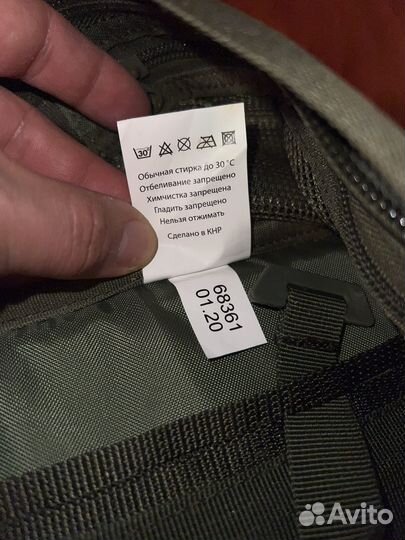 30
Обычная стирка до 30 °C
Отбеливание запрещено
Химчистка запрещена
Гладить запрещено
Нельзя отжимать
Сделано в КНР
68361
01.20
Avito